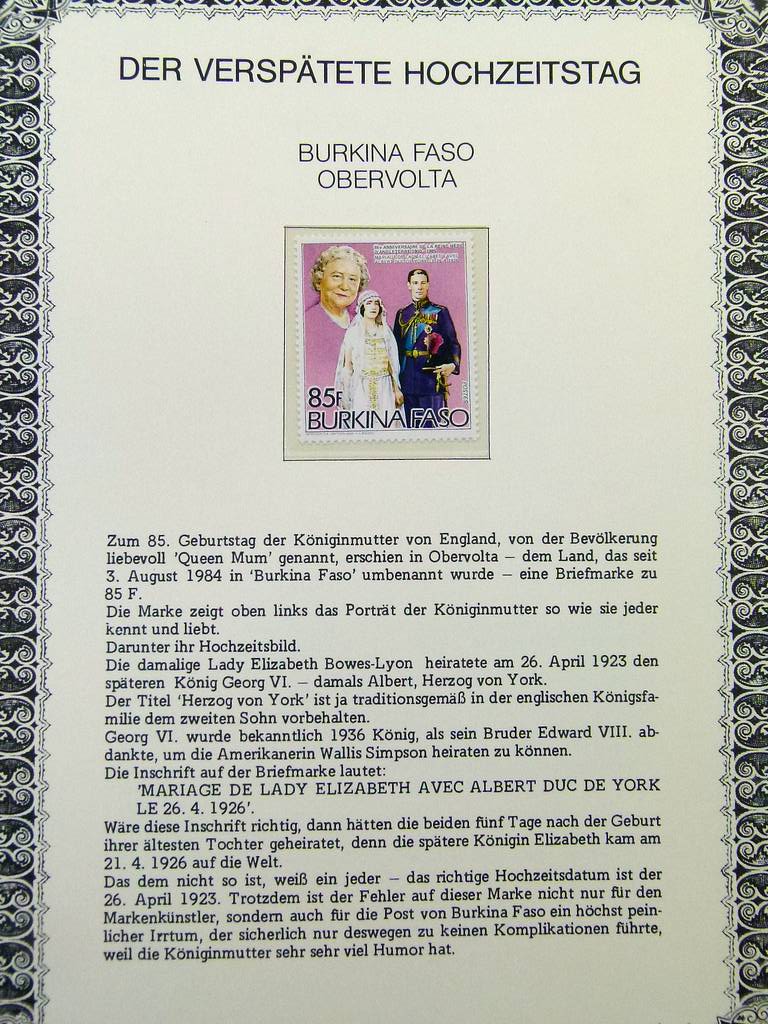 DER VERSPÄTETE HOCHZEITSTAG
BURKINA FASO
OBERVOLTA
85F
BURKINA FASO
Zum 85. Geburtstag der Königinmutter von England, von der Bevölkerung
liebevoll 'Queen Mum' genannt, erschien in Obervolta – dem Land, das seit
3. August 1984 in 'Burkina Faso' umbenannt wurde – eine Briefmarke zu
85 F.
Die Marke zeigt oben links das Porträt der Königinmutter so wie sie jeder
kennt und liebt.
Darunter ihr Hochzeitsbild.
Die damalige Lady Elizabeth Bowes-Lyon heiratete am 26. April 1923 den
späteren König Georg VI. – damals Albert, Herzog von York.
Der Titel 'Herzog von York' ist ja traditionsgemäß in der englischen Königsfa-
milie dem zweiten Sohn vorbehalten.
Georg VI. wurde bekanntlich 1936 König, als sein Bruder Edward VIII. ab-
dankte, um die Amerikanerin Wallis Simpson heiraten zu können.
Die Inschrift auf der Briefmarke lautet:
'MARIAGE DE LADY ELIZABETH AVEC ALBERT DUC DE YORK
LE 26. 4. 1926'.
Wäre diese Inschrift richtig, dann hätten die beiden fünf Tage nach der Geburt
ihrer ältesten Tochter geheiratet, denn die spätere Königin Elizabeth kam am
21. 4. 1926 auf die Welt.
Das dem nicht so ist, weiß ein jeder – das richtige Hochzeitsdatum ist der
26. April 1923. Trotzdem ist der Fehler auf dieser Marke nicht nur für den
Markenkünstler, sondern auch für die Post von Burkina Faso ein höchst pein-
licher Irrtum, der sicherlich nur deswegen zu keinen Komplikationen führte,
weil die Königinmutter sehr sehr viel Humor hat.